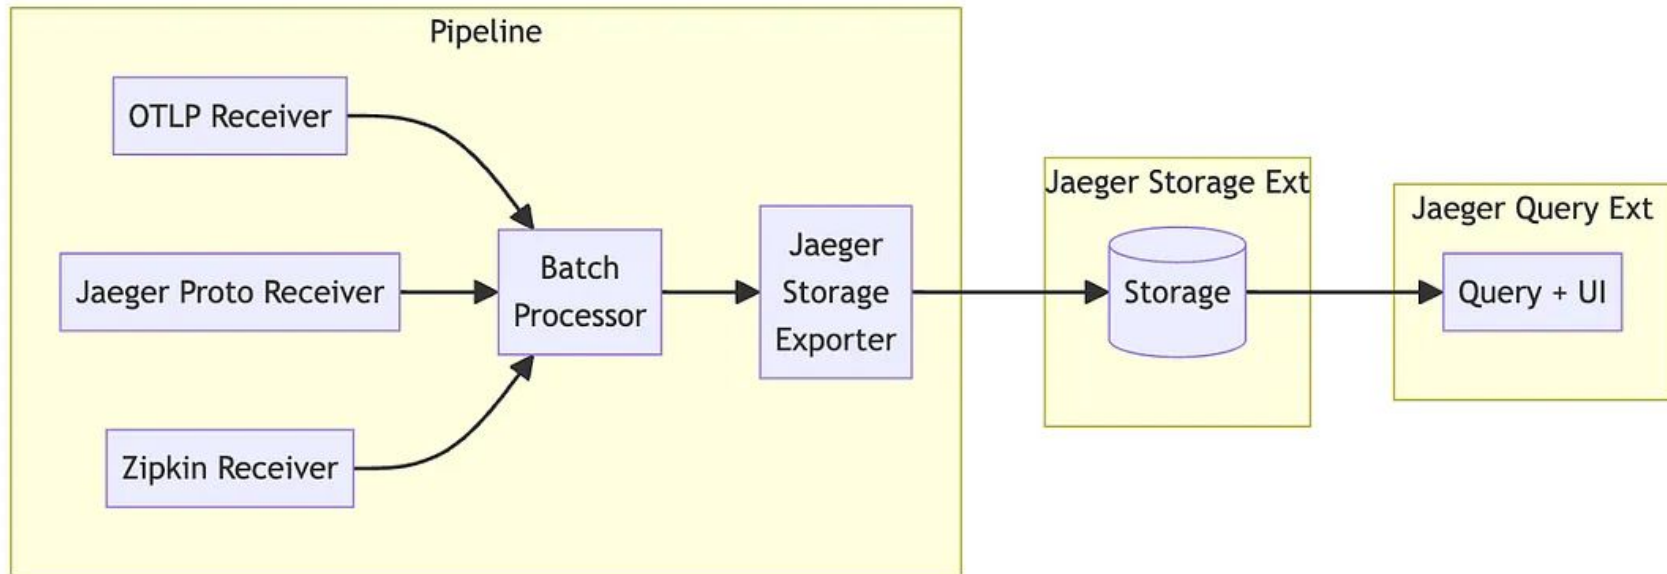 Pipeline
OTLP Receiver
Jaeger Proto Receiver
Zipkin Receiver
Batch
Processor
Jaeger
Storage
Exporter
Jaeger Storage Ext
Storage
Jaeger Query Ext
Query + UI